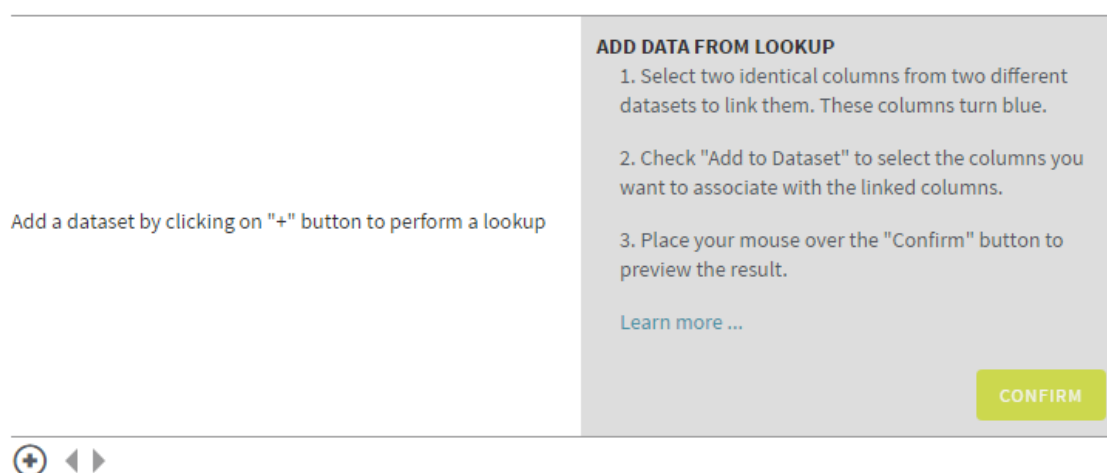 Add a dataset by clicking on "+" button to perform a lookup
ADD DATA FROM LOOKUP
1. Select two identical columns from two different
datasets to link them. These columns turn blue.
2. Check "Add to Dataset" to select the columns you
want to associate with the linked columns.
3. Place your mouse over the "Confirm" button to
preview the result.
Learn more ...
CONFIRM